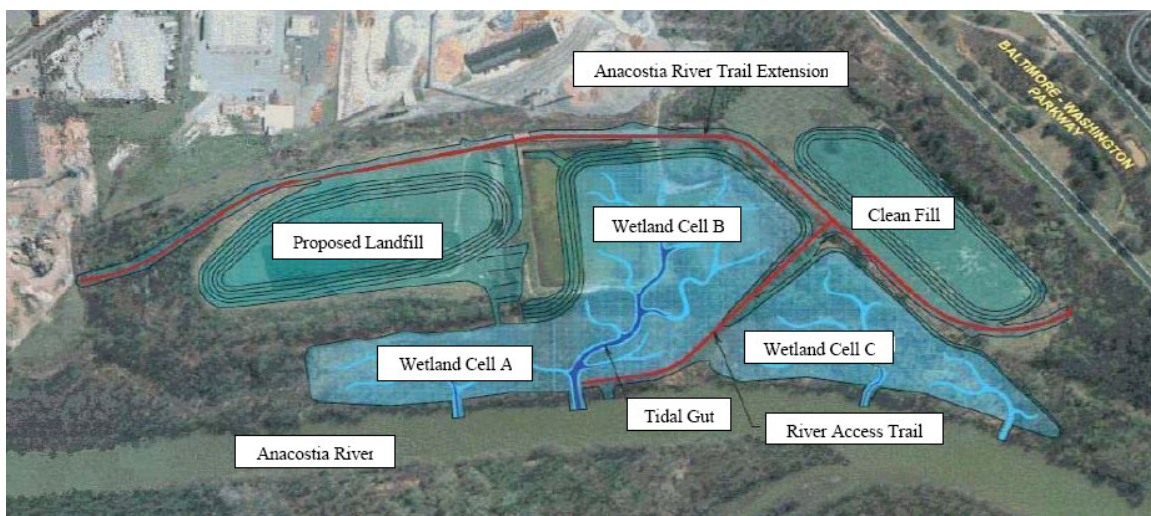 Anacostia River Trail Extension
BALTIMORE - WASHINGTON
PARKWAY
Clean Fill
Wetland Cell B
Proposed Landfill
Wetland Cell A
Wetland Cell C
Tidal Gut
River Access Trail
Anacostia River